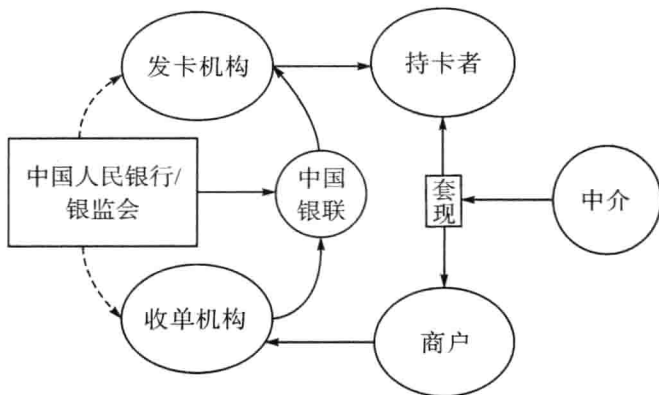 发卡机构
持卡者
中国人民银行/
银监会
中国
银联
套
现
中介
收单机构
商户